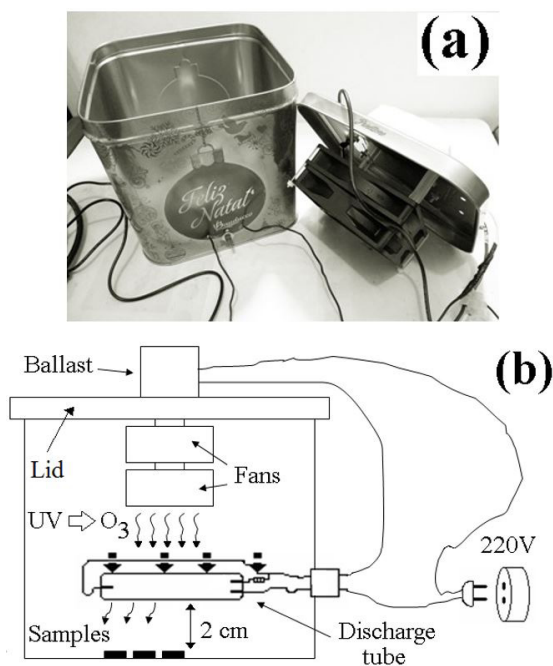 (a)
Feliz
Natal
(b)
Ballast
Lid
Fans
UV ⇨ O₃
220V
Samples
2 cm
Discharge
tube